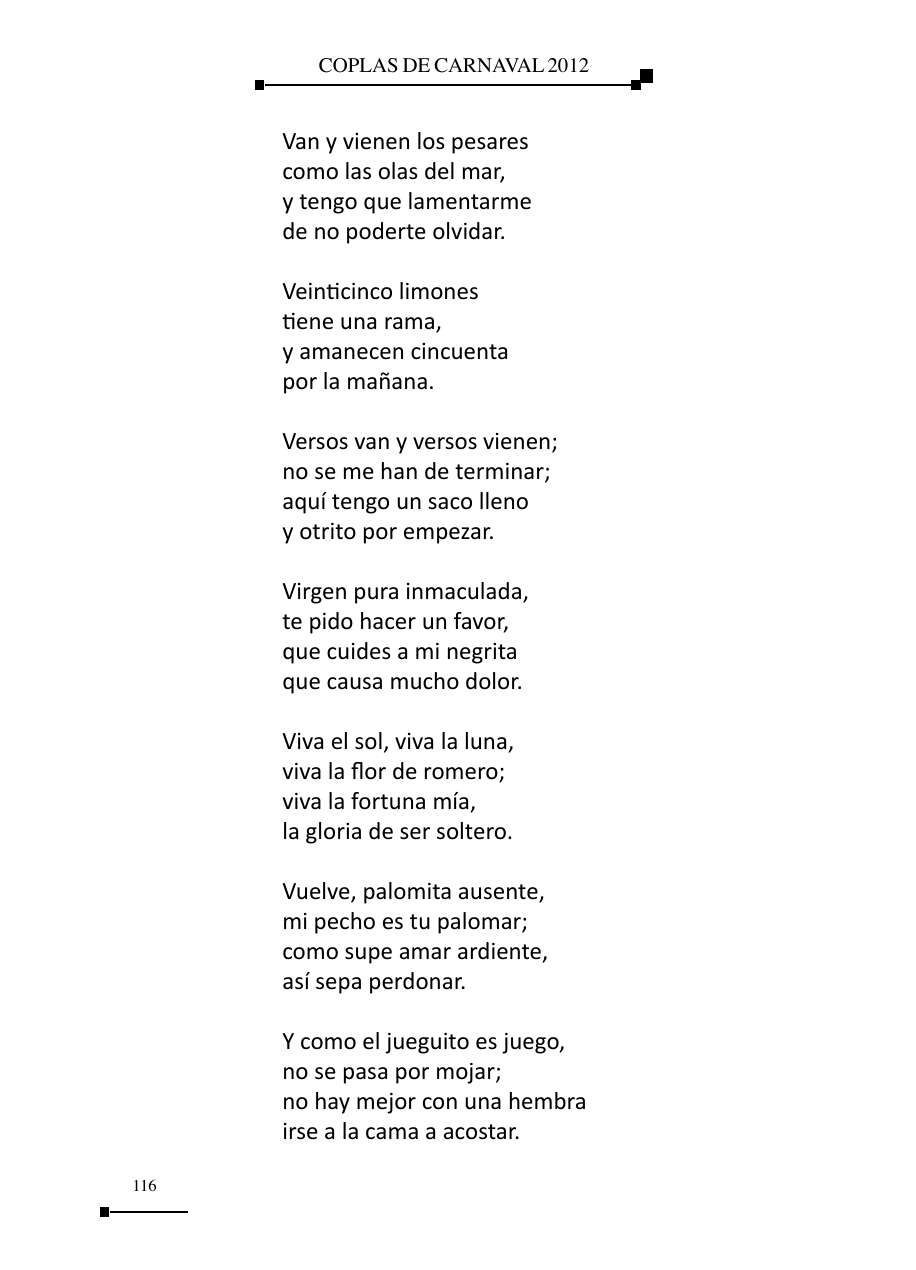 COPLAS DE CARNAVAL 2012
Van y vienen los pesares
como las olas del mar,
y tengo que lamentarme
de no poderte olvidar.
Veinticinco limones
tiene una rama,
y amanecen cincuenta
por la mañana.
Versos van y versos vienen;
no se me han de terminar;
aquí tengo un saco lleno
y otrito por empezar.
Virgen pura inmaculada,
te pido hacer un favor,
que cuides a mi negrita
que causa mucho dolor.
Viva el sol, viva la luna,
viva la flor de romero;
viva la fortuna mía,
la gloria de ser soltero.
Vuelve, palomita ausente,
mi pecho es tu palomar;
como supe amar ardiente,
así sepa perdonar.
Y como el jueguito es juego,
no se pasa por mojar;
no hay mejor con una hembra
irse a la cama a acostar.
116